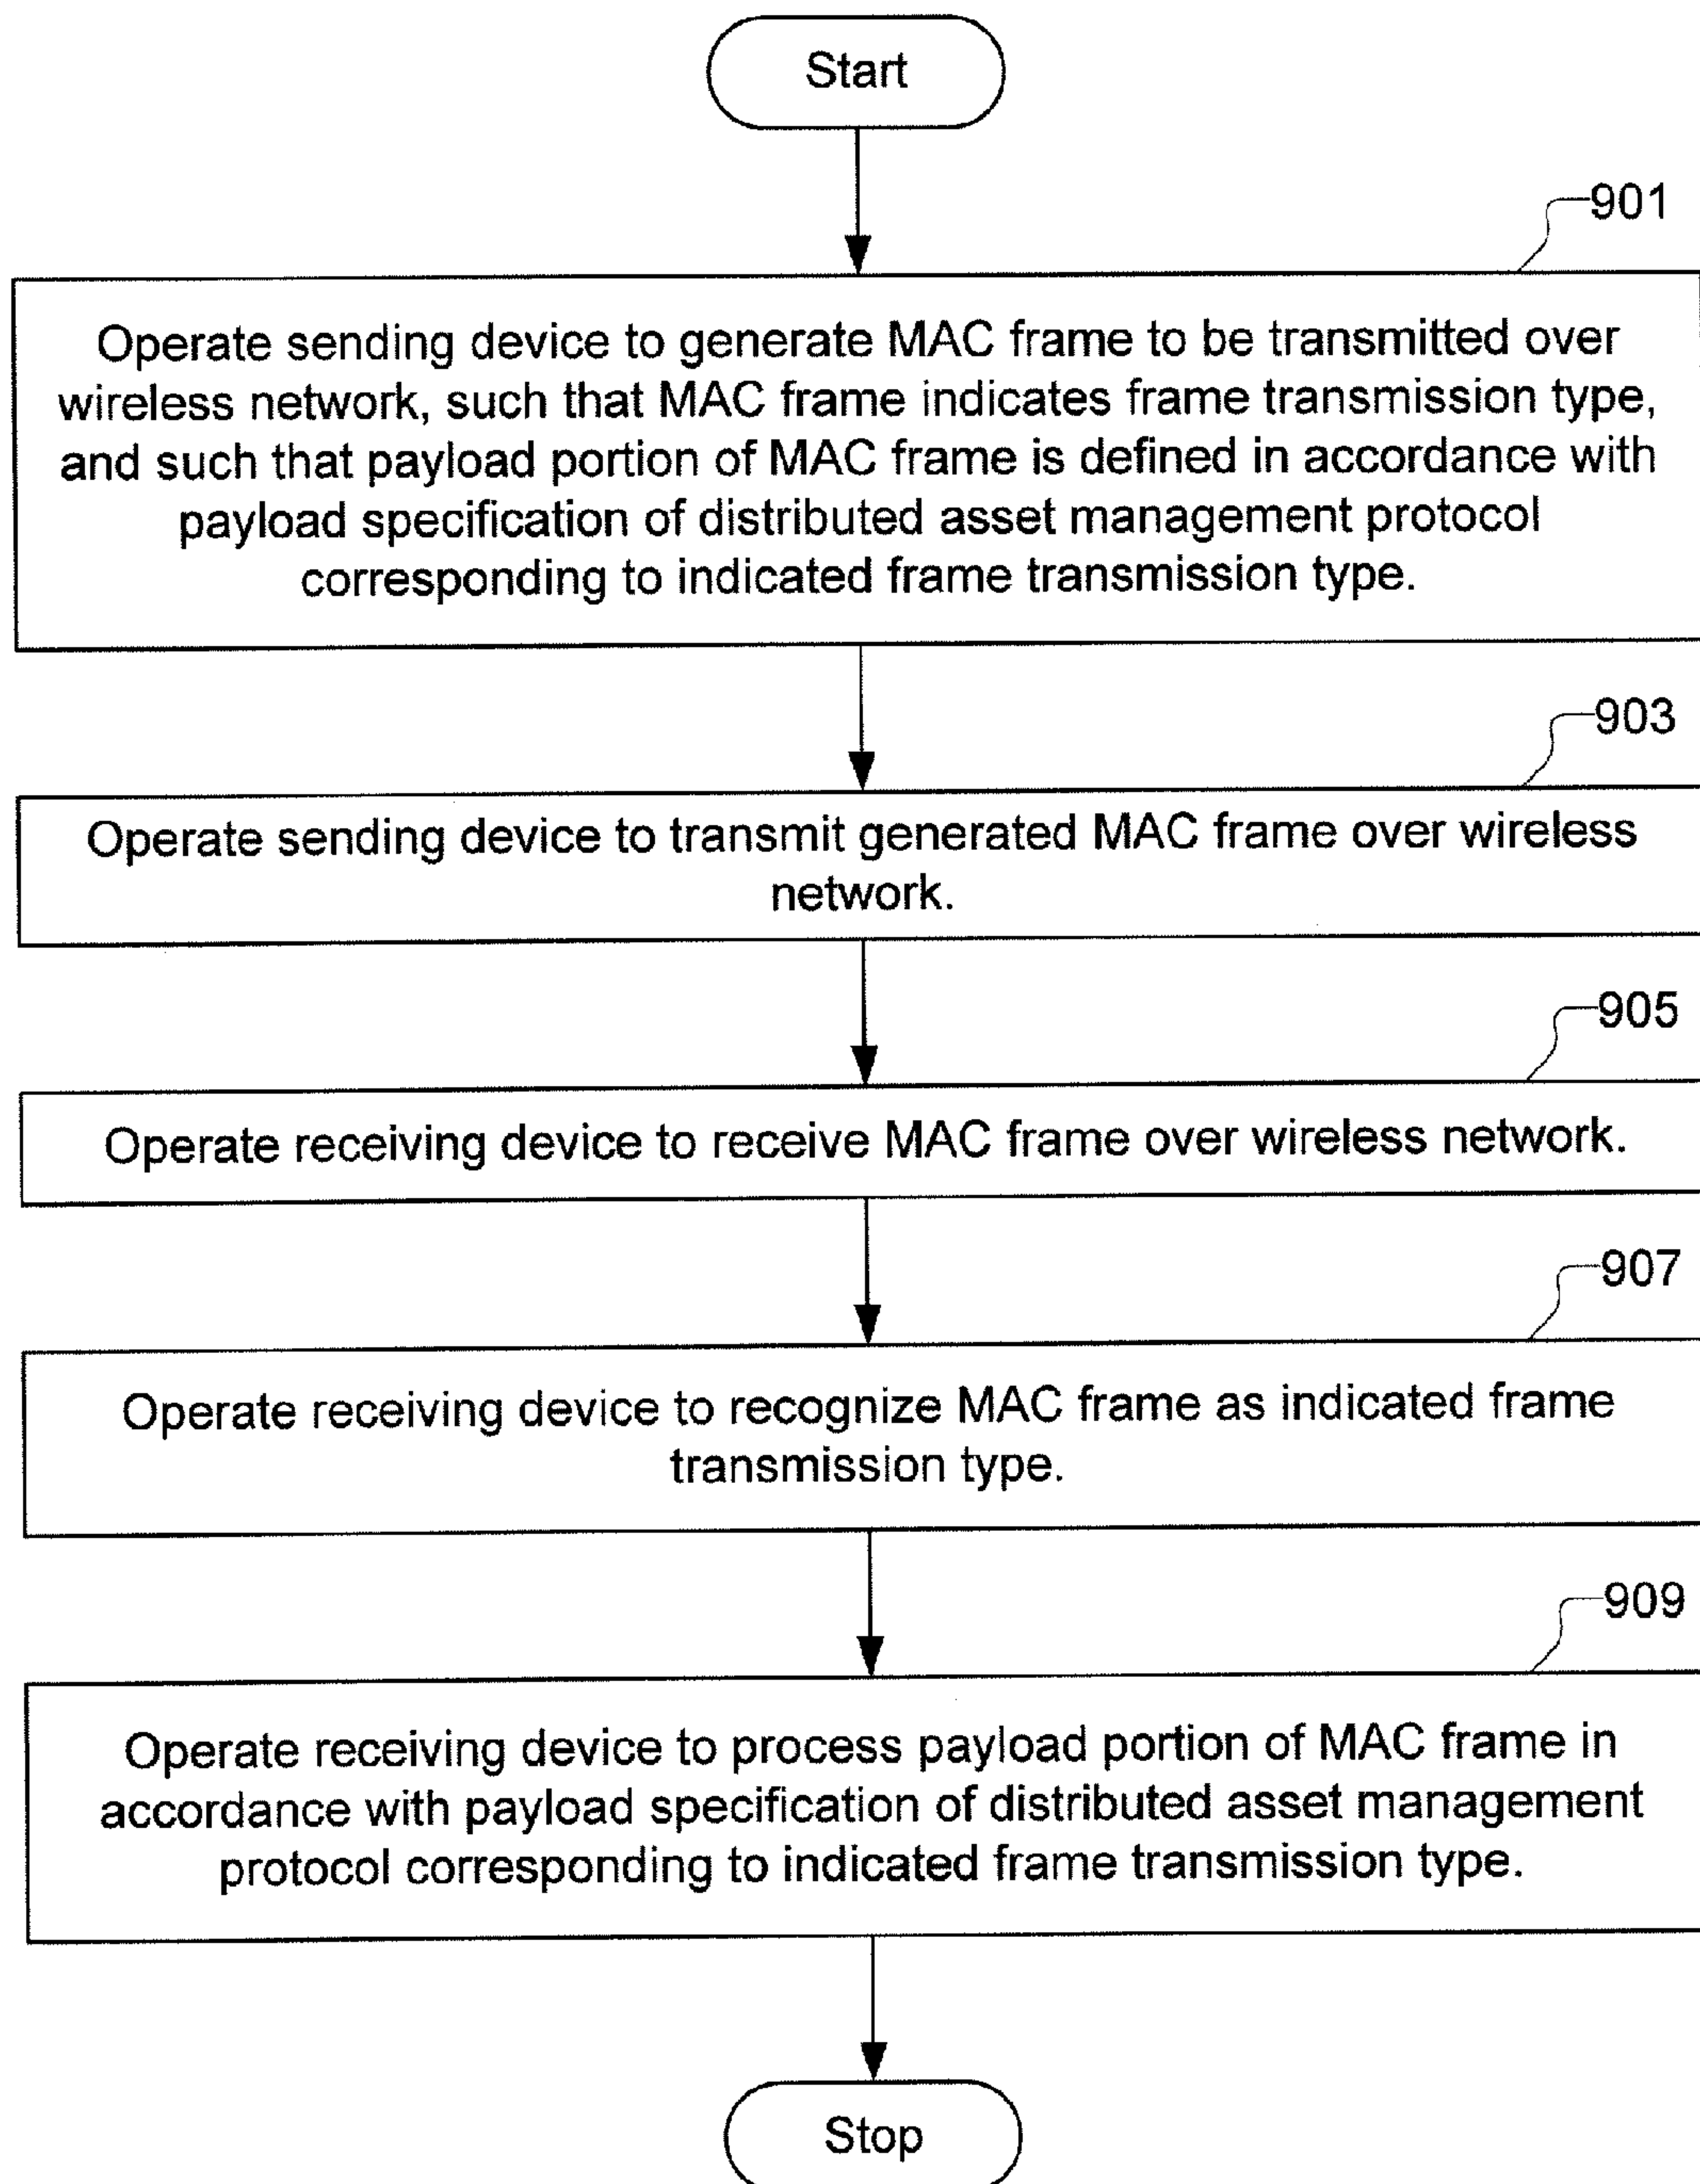 Start
901
Operate sending device to generate MAC frame to be transmitted over
wireless network, such that MAC frame indicates frame transmission type,
and such that payload portion of MAC frame is defined in accordance with
payload specification of distributed asset management protocol
corresponding to indicated frame transmission type.
903
Operate sending device to transmit generated MAC frame over wireless
network.
905
Operate receiving device to receive MAC frame over wireless network.
907
Operate receiving device to recognize MAC frame as indicated frame
transmission type.
909
Operate receiving device to process payload portion of MAC frame in
accordance with payload specification of distributed asset management
protocol corresponding to indicated frame transmission type.
Stop